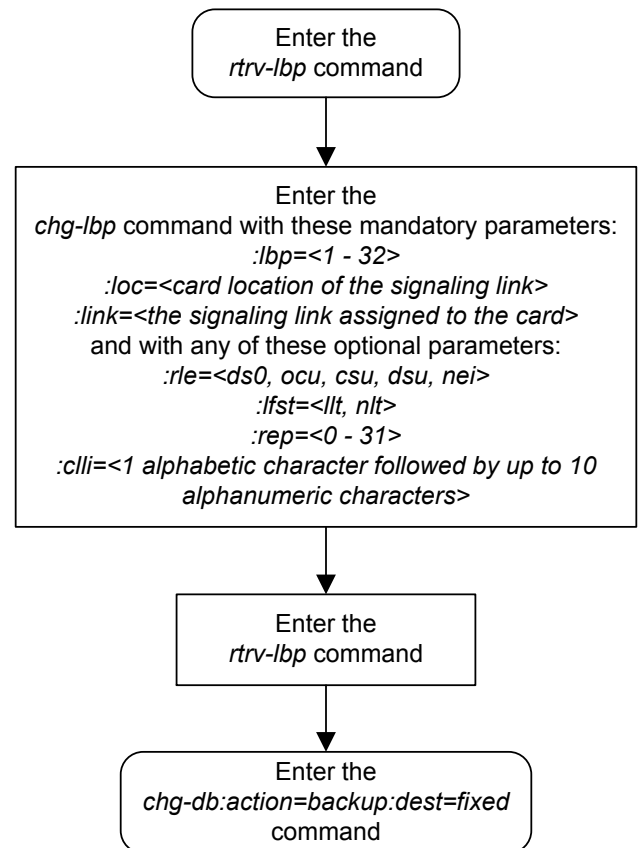 Enter the
rtrv-lbp command
Enter the
chg-lbp command with these mandatory parameters:
:lbp=<1 - 32>
:loc=<card location of the signaling link>
:link=<the signaling link assigned to the card>
and with any of these optional parameters:
:rle=<ds0, ocu, csu, dsu, nei>
:lfst=<llt, nlt>
:rep=<0 - 31>
:clli=<1 alphabetic character followed by up to 10
alphanumeric characters>
Enter the
rtrv-lbp command
Enter the
chg-db:action=backup:dest=fixed
command